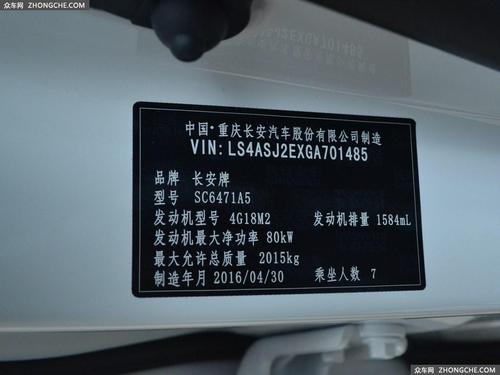 众车网 ZHONGCHE.COM
中国·重庆长安汽车股份有限公司制造
VIN: LS4ASJ2EXGA701485
品牌 长安牌
型号 SC6471A5
发动机型号 4G18M2 发动机排量 1584mL
发动机最大净功率 80kW
最大允许总质量 2015kg
制造年月 2016/04/30 乘坐人数 7
众车网 ZHONGCHE.COM